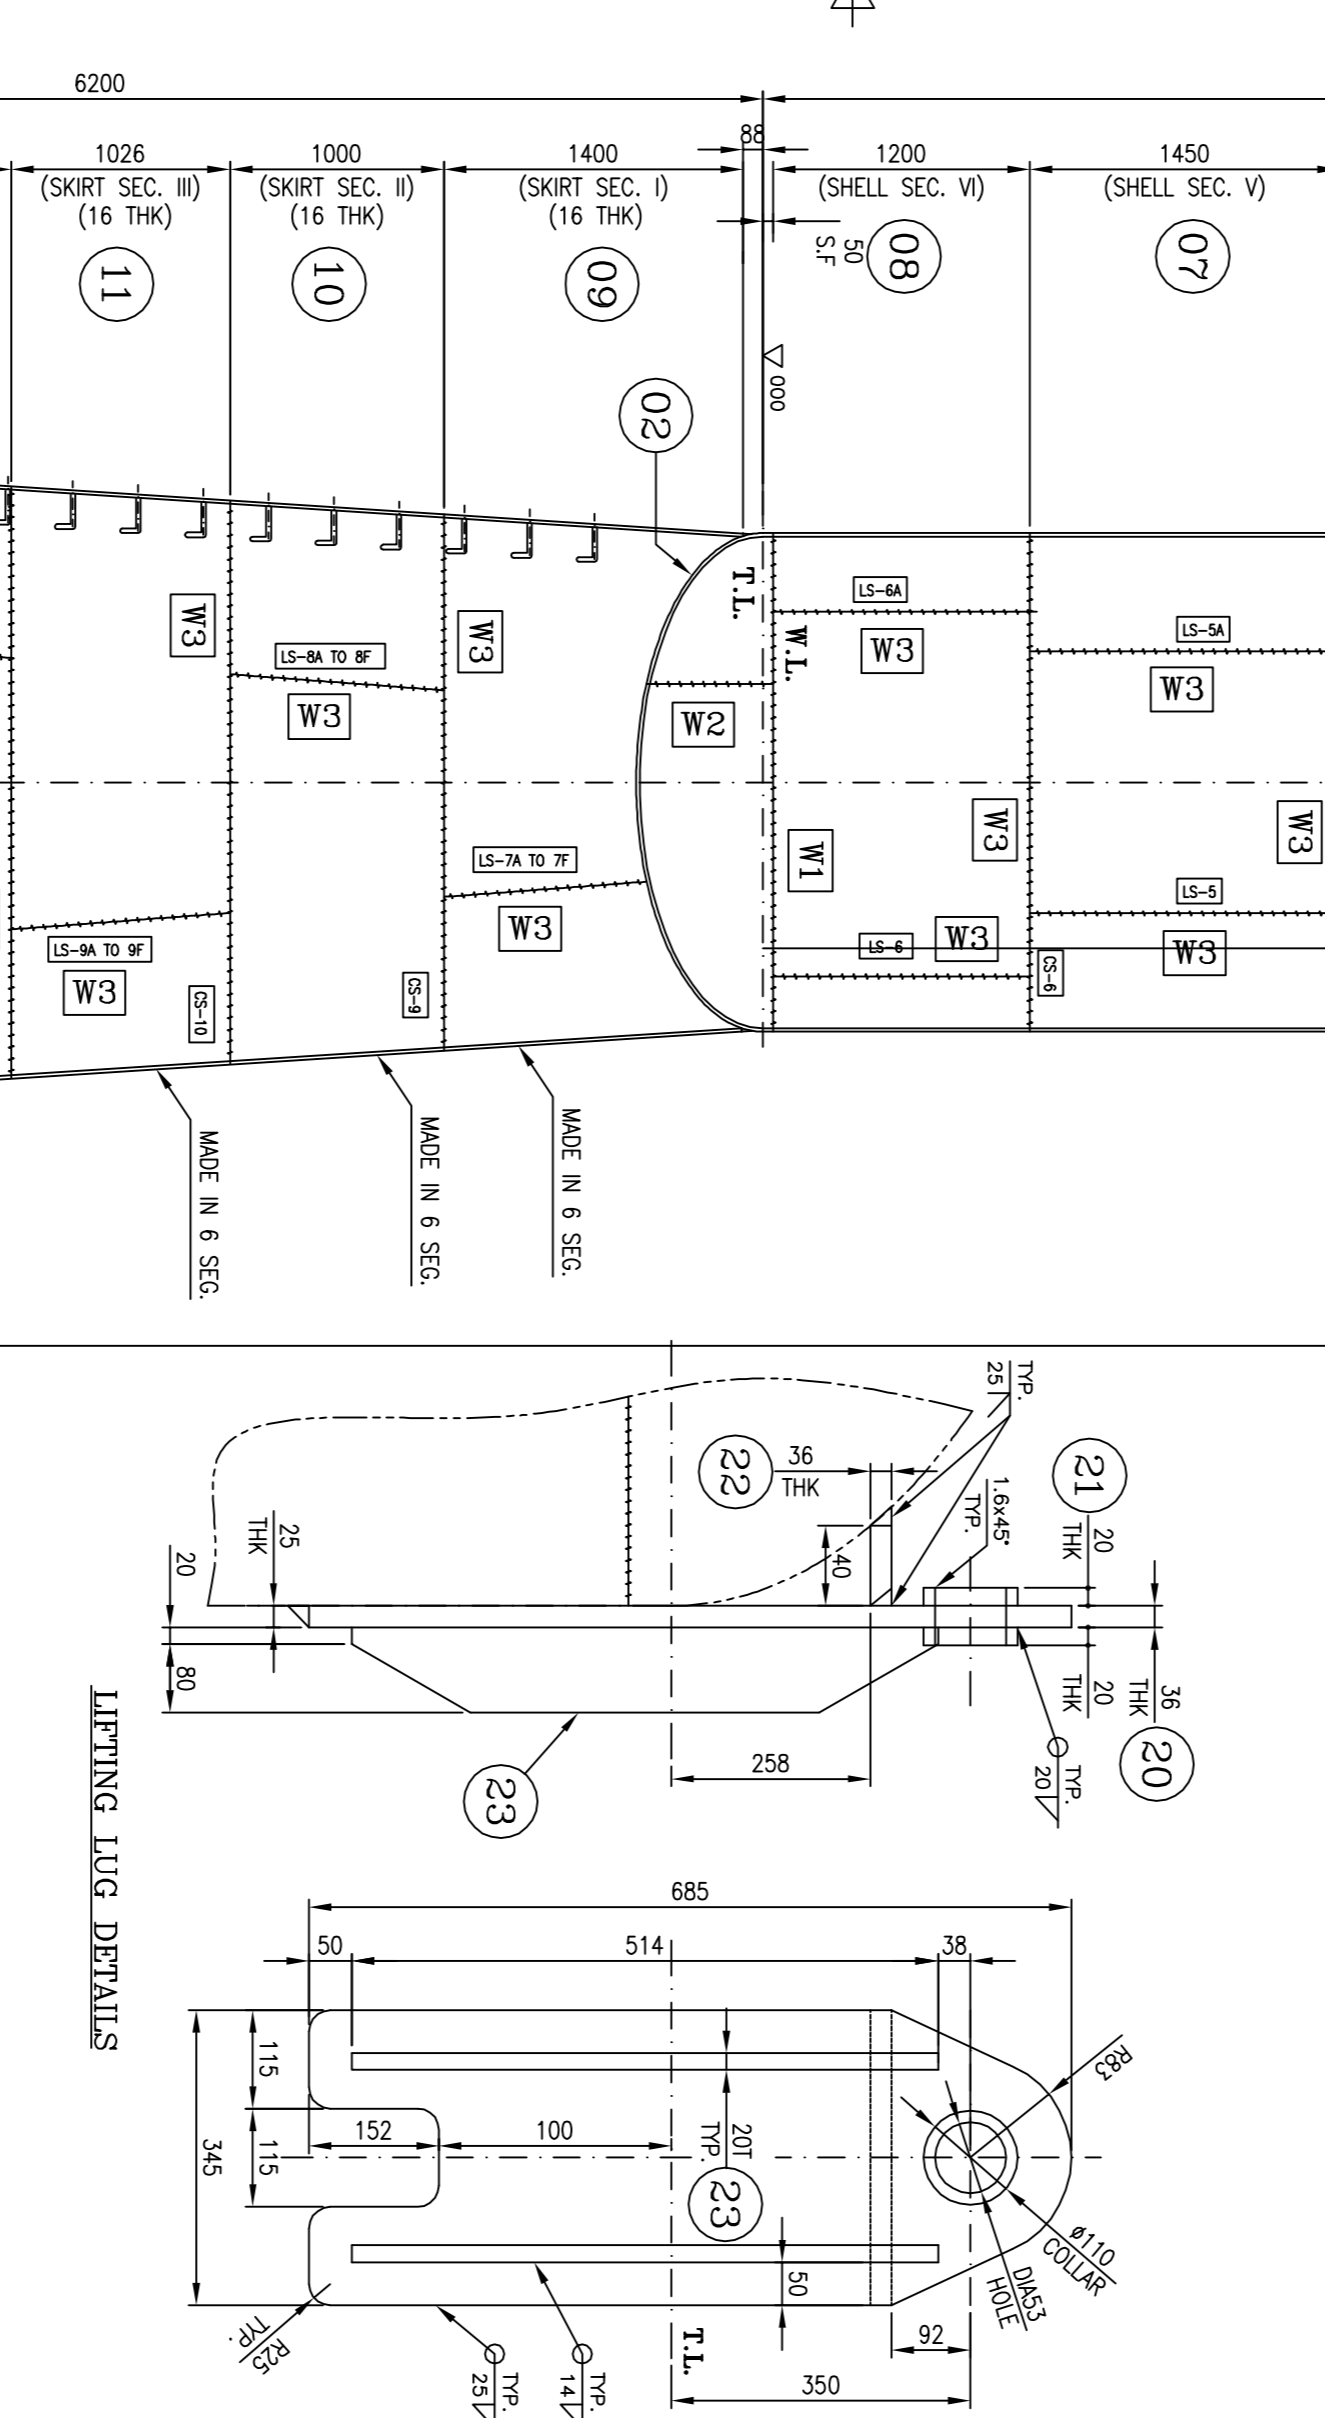 6200
88
1026
(SKIRT SEC. III)
(16 THK)
1000
(SKIRT SEC. II)
(16 THK)
1400
(SKIRT SEC. I)
(16 THK)
1200
(SHELL SEC. VI)
1450
(SHELL SEC. V)
50
S.F
11
10
09
08
07
000
02
T.L.
W.L.
LS-6A
W3
LS-5A
W3
W3
W3
LS-8A TO 8F
W3
W2
W1
W3
W3
LS-7A TO 7F
W3
LS-5
W3
LS-6
W3
CS-6
LS-9A TO 9F
W3
CS-10
CS-9
MADE IN 6 SEG.
MADE IN 6 SEG.
MADE IN 6 SEG.
TYP.
25
22
36
THK
21
20
THK
1.6x45°
TYP.
40
25
THK
20
80
20
THK
36
THK
20
TYP.
20
258
23
LIFTING LUG DETAILS
685
50
514
38
R83
115
115
345
152
100
20T
TYP.
23
50
ø110
COLLAR
DIA53
HOLE
92
350
T.L.
R25
TYP.
TYP.
25
TYP.
14